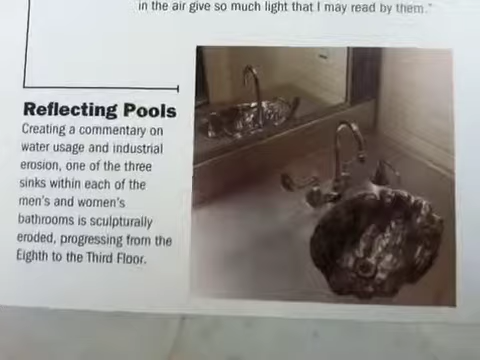 in the air give so much light that I may read by them."
Reflecting Pools
Creating a commentary on
water usage and industrial
erosion, one of the three
sinks within each of the
men's and women's
bathrooms is sculpturally
eroded, progressing from the
Eighth to the Third Floor.